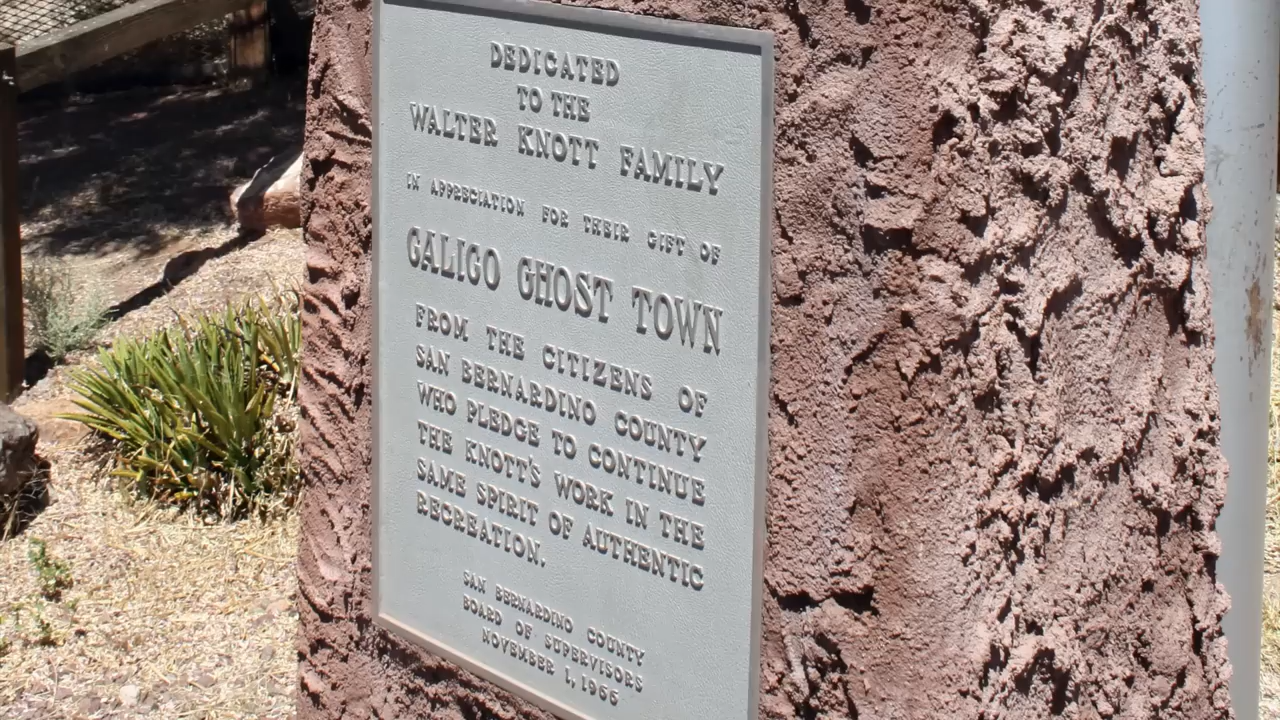 DEDICATED
TO THE
WALTER KNOTT FAMILY
IN APPRECIATION FOR THEIR GIFT OF
CALICO GHOST TOWN
FROM THE CITIZENS OF
SAN BERNARDINO COUNTY
WHO PLEDGE TO CONTINUE
THE KNOTT'S WORK IN THE
SAME SPIRIT OF AUTHENTIC
RECREATION.
SAN BERNARDINO COUNTY
BOARD OF SUPERVISORS
NOVEMBER 1, 1966